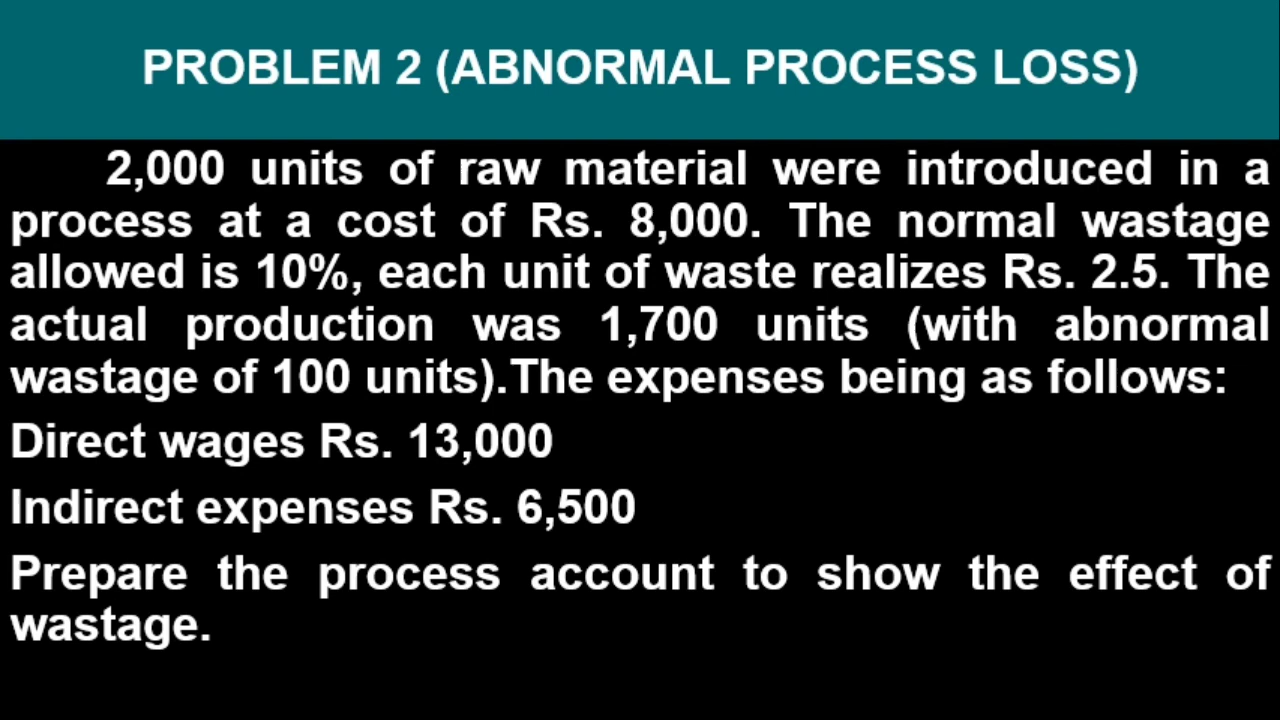 PROBLEM 2 (ABNORMAL PROCESS LOSS)
2,000 units of raw material were introduced in a
process at a cost of Rs. 8,000. The normal wastage
allowed is 10%, each unit of waste realizes Rs. 2.5. The
actual production was 1,700 units (with abnormal
wastage of 100 units).The expenses being as follows:
Direct wages Rs. 13,000
Indirect expenses Rs. 6,500
Prepare the process account to show the effect of
wastage.